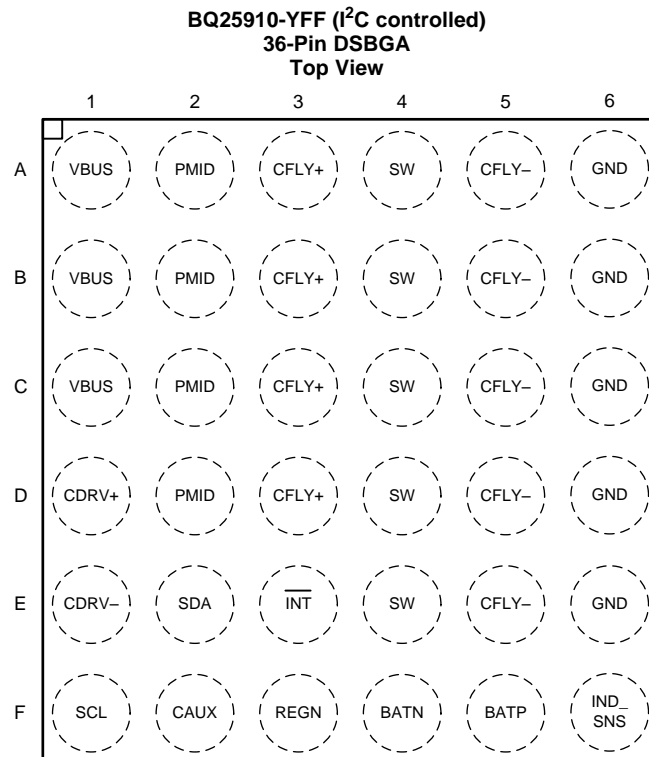 BQ25910-YFF (I²C controlled)
36-Pin DSBGA
Top View
1 2 3 4 5 6
A VBUS PMID CFLY+ SW CFLY– GND
B VBUS PMID CFLY+ SW CFLY– GND
C VBUS PMID CFLY+ SW CFLY– GND
D CDRV+ PMID CFLY+ SW CFLY– GND
E CDRV– SDA I̅N̅T̅ SW CFLY– GND
F SCL CAUX REGN BATN BATP IND_
SNS